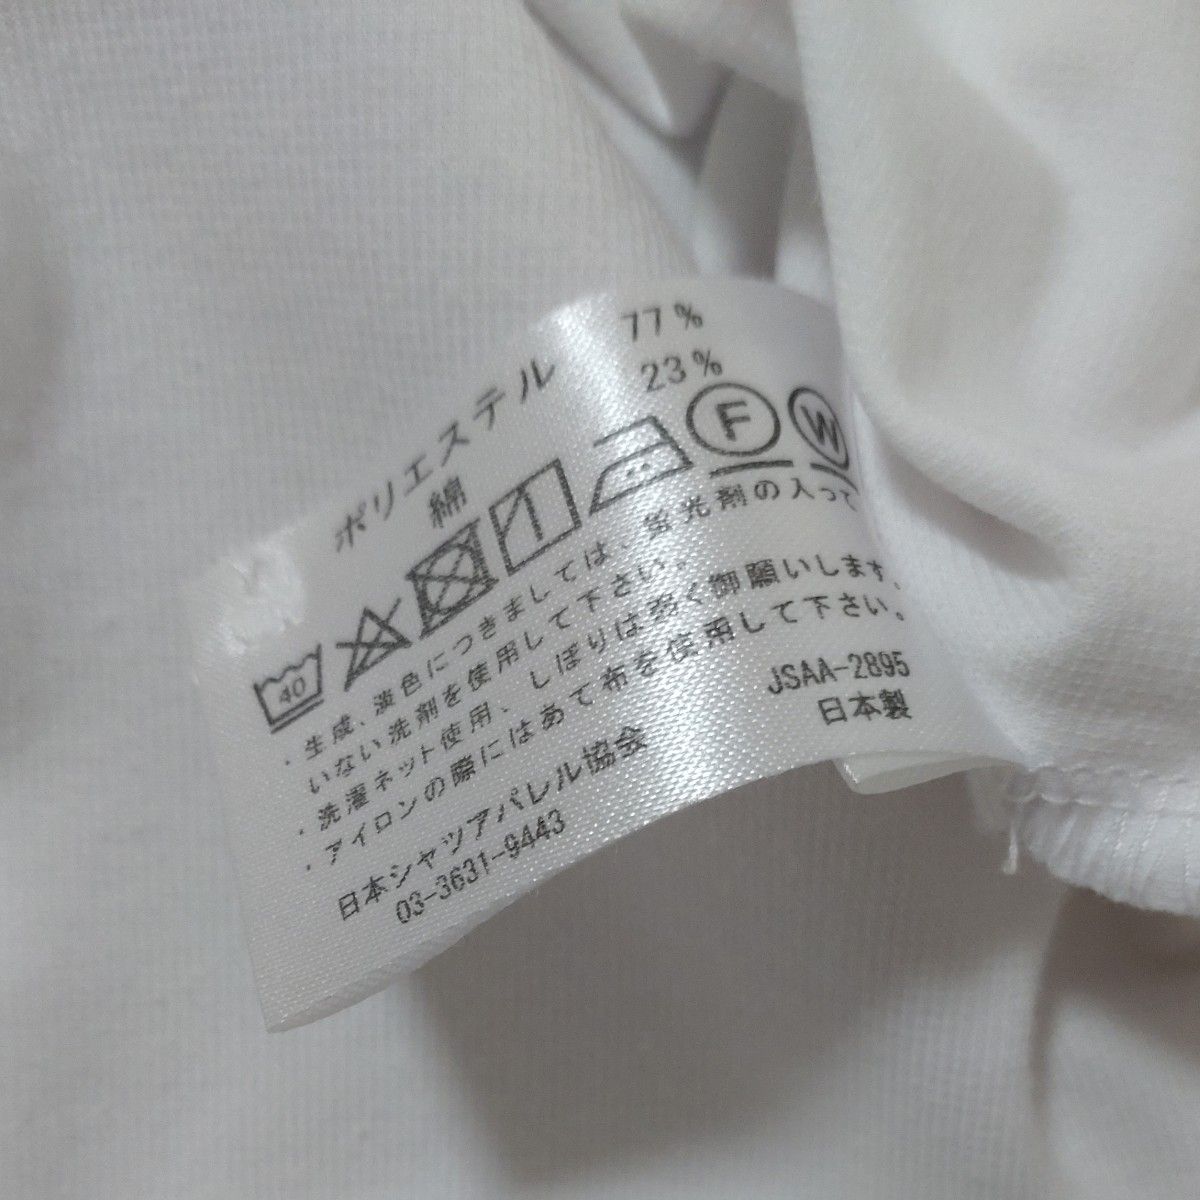 ポリエステル 77%
綿 23%
40 F W
・生成、淡色につきましては、蛍光剤の入って
いない洗剤を使用して下さい。
・洗濯ネット使用、しぼりは弱く御願いします。
・アイロンの際にはあて布を使用して下さい。
日本シャツアパレル協会 JSAA-2895
03-3631-9443 日本製